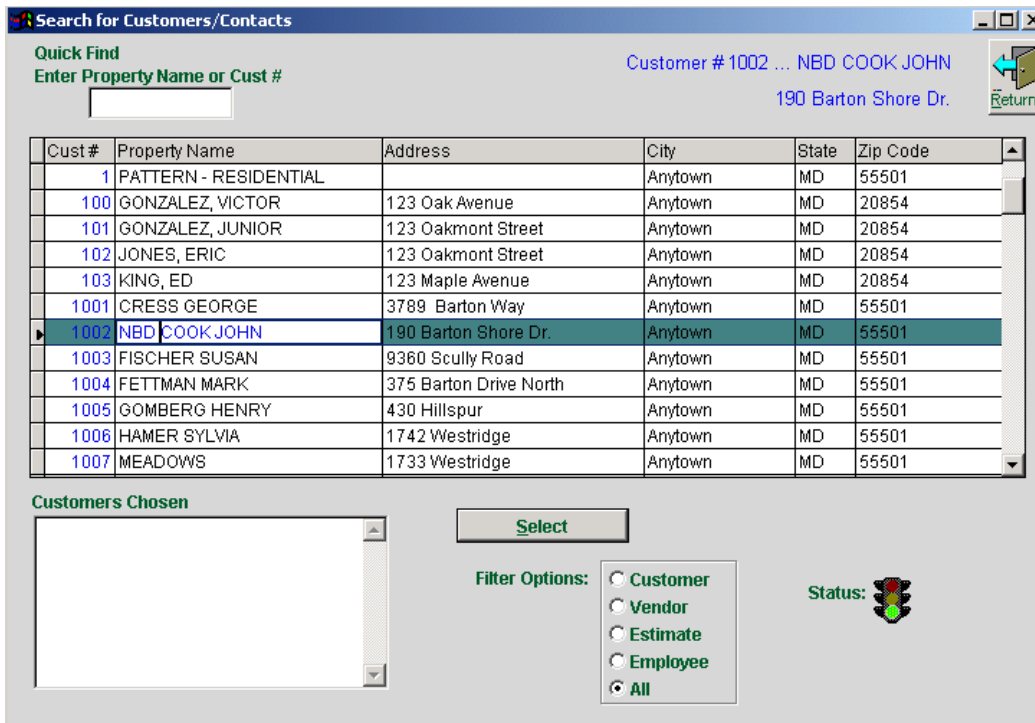 Search for Customers/Contacts
Quick Find
Enter Property Name or Cust #
Customer # 1002 ... NBD COOK JOHN
190 Barton Shore Dr.
Return
Cust # Property Name Address City State Zip Code
1 PATTERN - RESIDENTIAL Anytown MD 55501
100 GONZALEZ, VICTOR 123 Oak Avenue Anytown MD 20854
101 GONZALEZ, JUNIOR 123 Oakmont Street Anytown MD 20854
102 JONES, ERIC 123 Oakmont Street Anytown MD 20854
103 KING, ED 123 Maple Avenue Anytown MD 20854
1001 CRESS GEORGE 3789 Barton Way Anytown MD 55501
1002 NBD COOK JOHN 190 Barton Shore Dr. Anytown MD 55501
1003 FISCHER SUSAN 9360 Scully Road Anytown MD 55501
1004 FETTMAN MARK 375 Barton Drive North Anytown MD 55501
1005 GOMBERG HENRY 430 Hillspur Anytown MD 55501
1006 HAMER SYLVIA 1742 Westridge Anytown MD 55501
1007 MEADOWS 1733 Westridge Anytown MD 55501
Customers Chosen
Select
Filter Options:
Customer
Vendor
Estimate
Employee
All
Status: